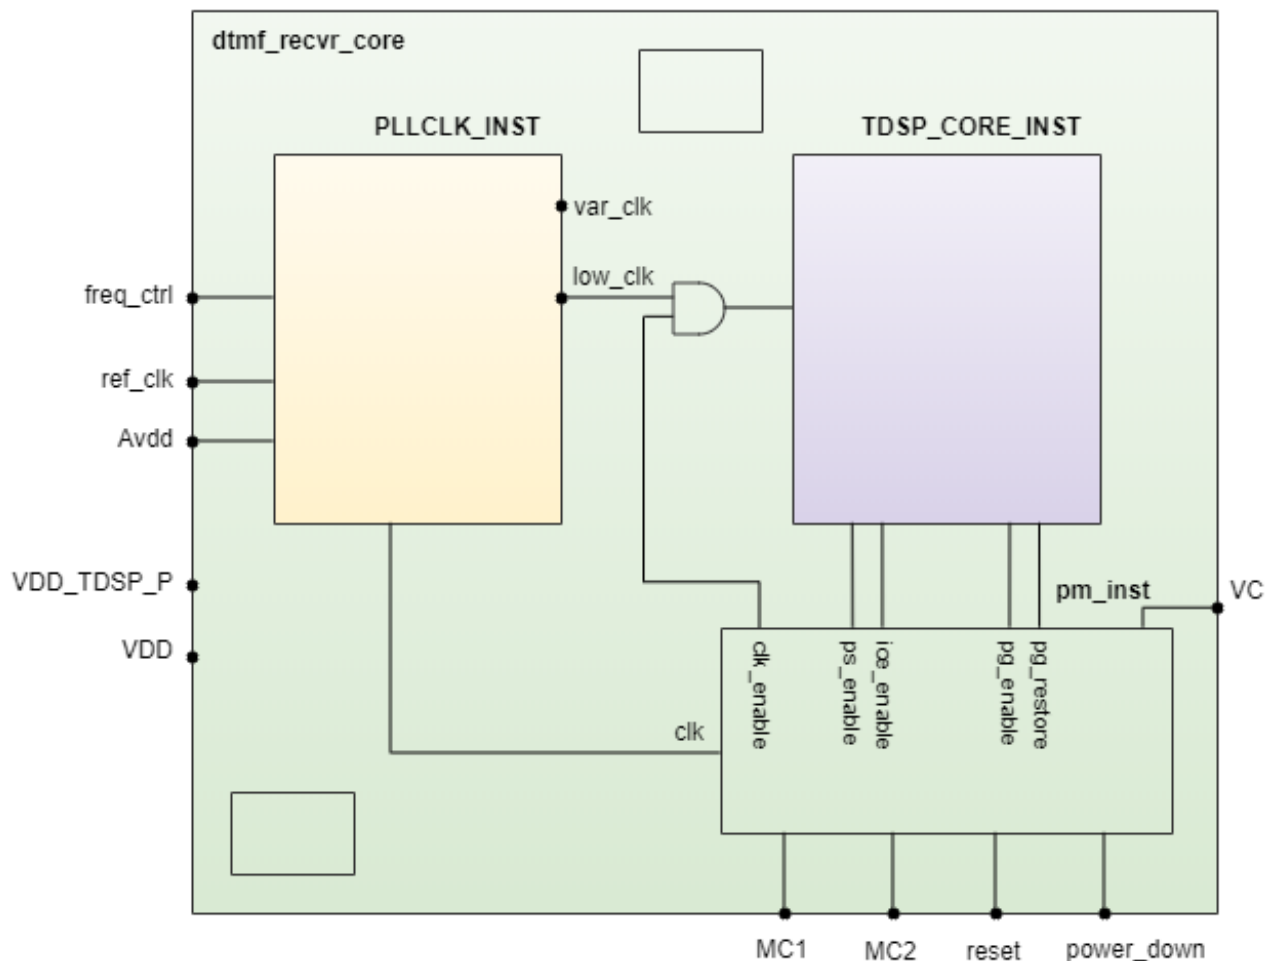 dtmf_recvr_core
PLLCLK_INST
TDSP_CORE_INST
var_clk
low_clk
freq_ctrl
ref_clk
Avdd
VDD_TDSP_P
VDD
pm_inst
VC
clk_enable
ps_enable
ice_enable
pg_enable
pg_restore
clk
MC1
MC2
reset
power_down